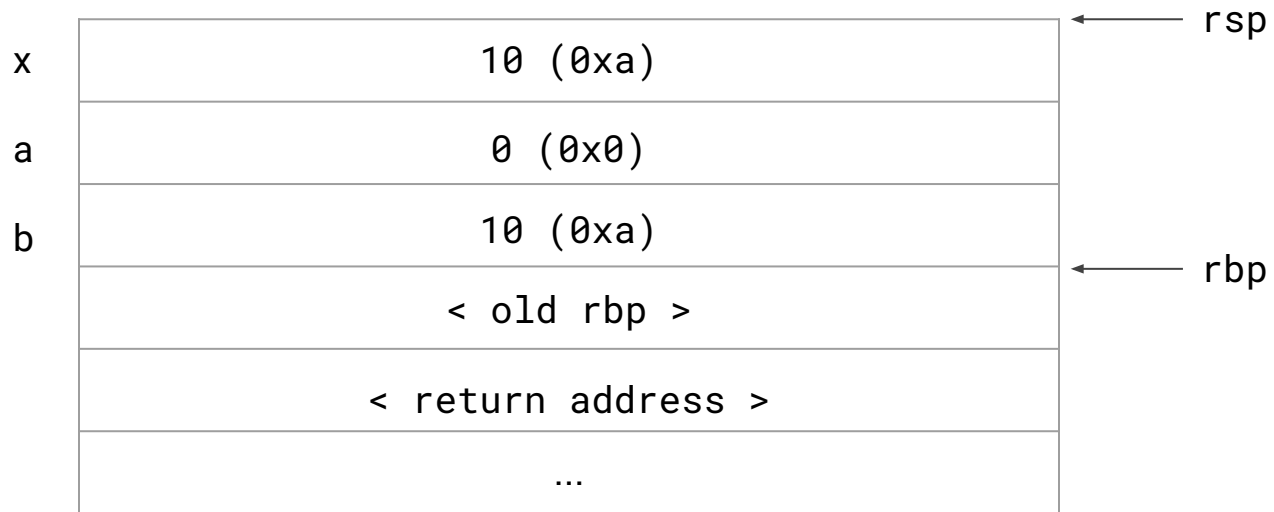 rsp
x 10 (0xa)
a 0 (0x0)
b 10 (0xa)
rbp
< old rbp >
< return address >
...